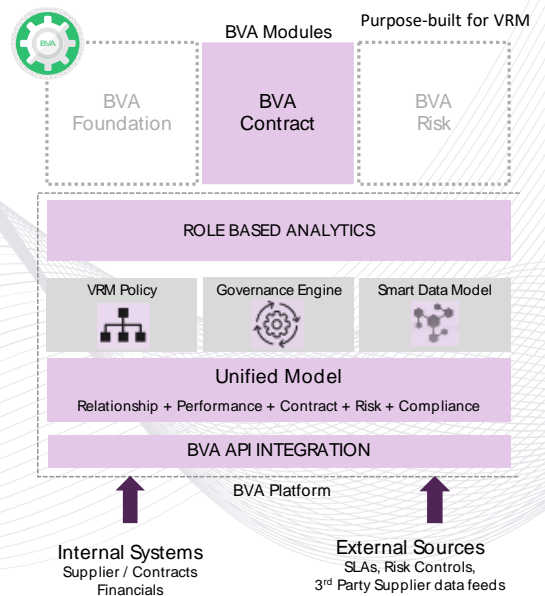 BVA
BVA Modules
Purpose-built for VRM
BVA
Foundation
BVA
Contract
BVA
Risk
ROLE BASED ANALYTICS
VRM Policy
Governance Engine
Smart Data Model
Unified Model
Relationship + Performance + Contract + Risk + Compliance
BVA API INTEGRATION
BVA Platform
Internal Systems
Supplier / Contracts
Financials
External Sources
SLAs, Risk Controls,
3rd Party Supplier data feeds